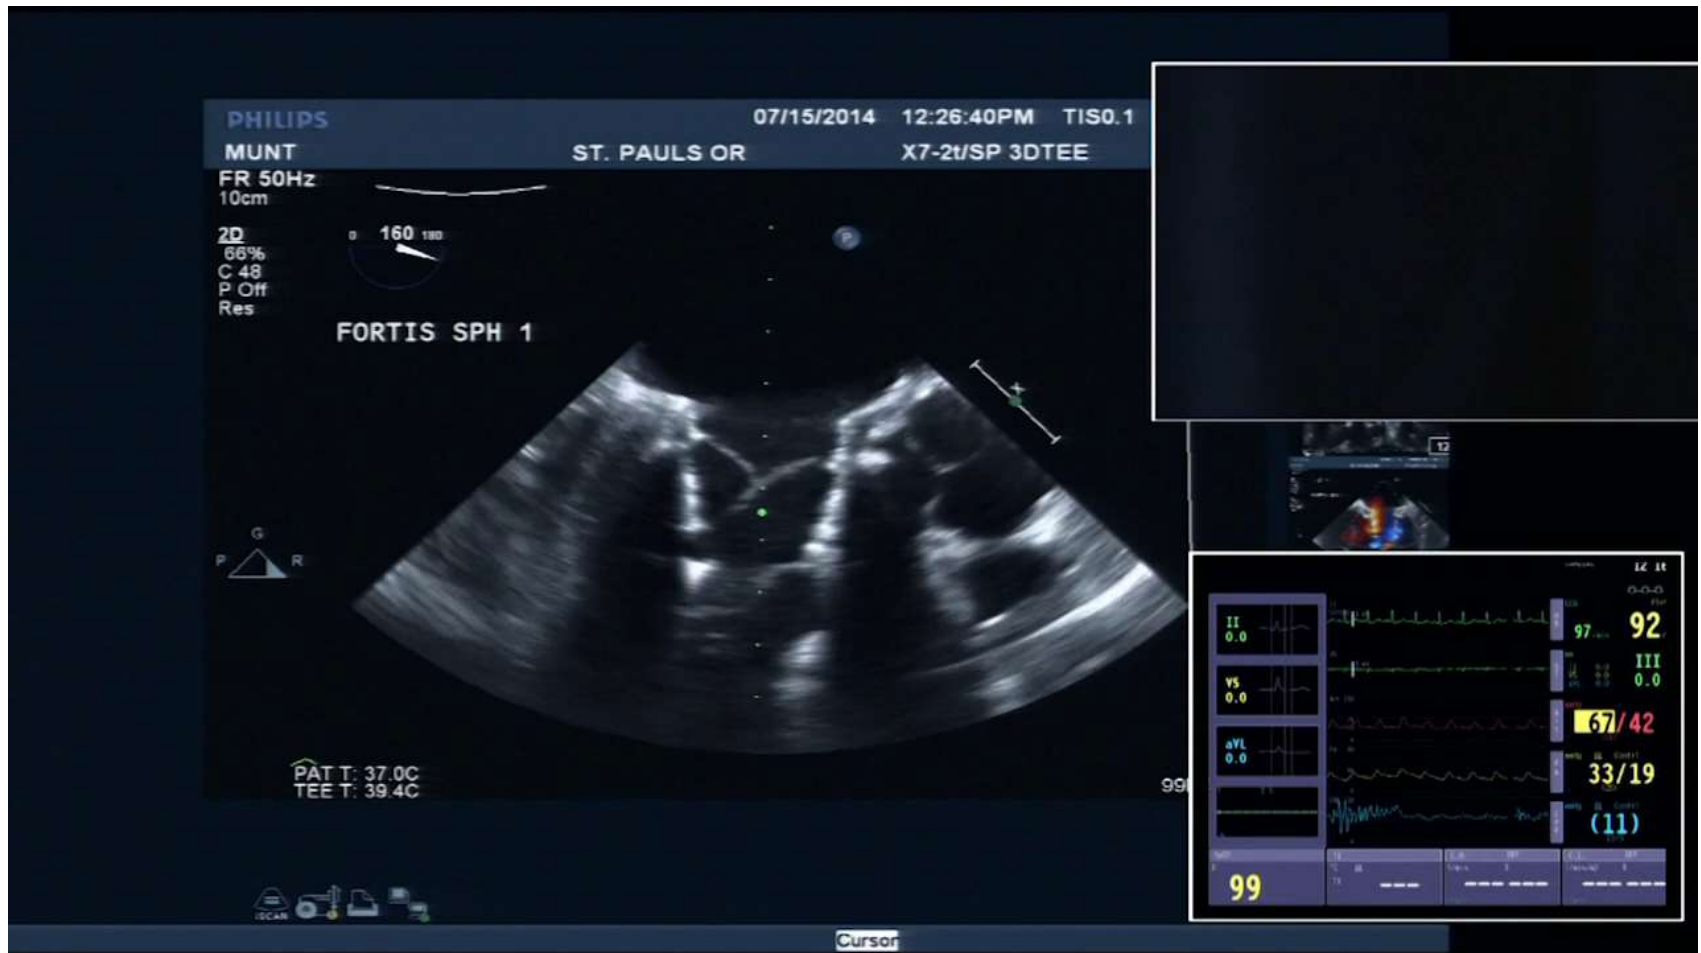 PHILIPS
07/15/2014 12:26:40PM TIS0.1
MUNT
ST. PAULS OR
X7-2t/SP 3DTEE
FR 50Hz
10cm
2D
66%
C 48
P Off
Res
0 160 180
P
FORTIS SPH 1
X
G
P R
12
PAT T: 37.0C
TEE T: 39.4C
99
iSCAN
Cursor
II
0.0
97
92
V5
0.0
III
0.0
67/42
aVL
0.0
33/19
(11)
99
--- --- --- --- ---